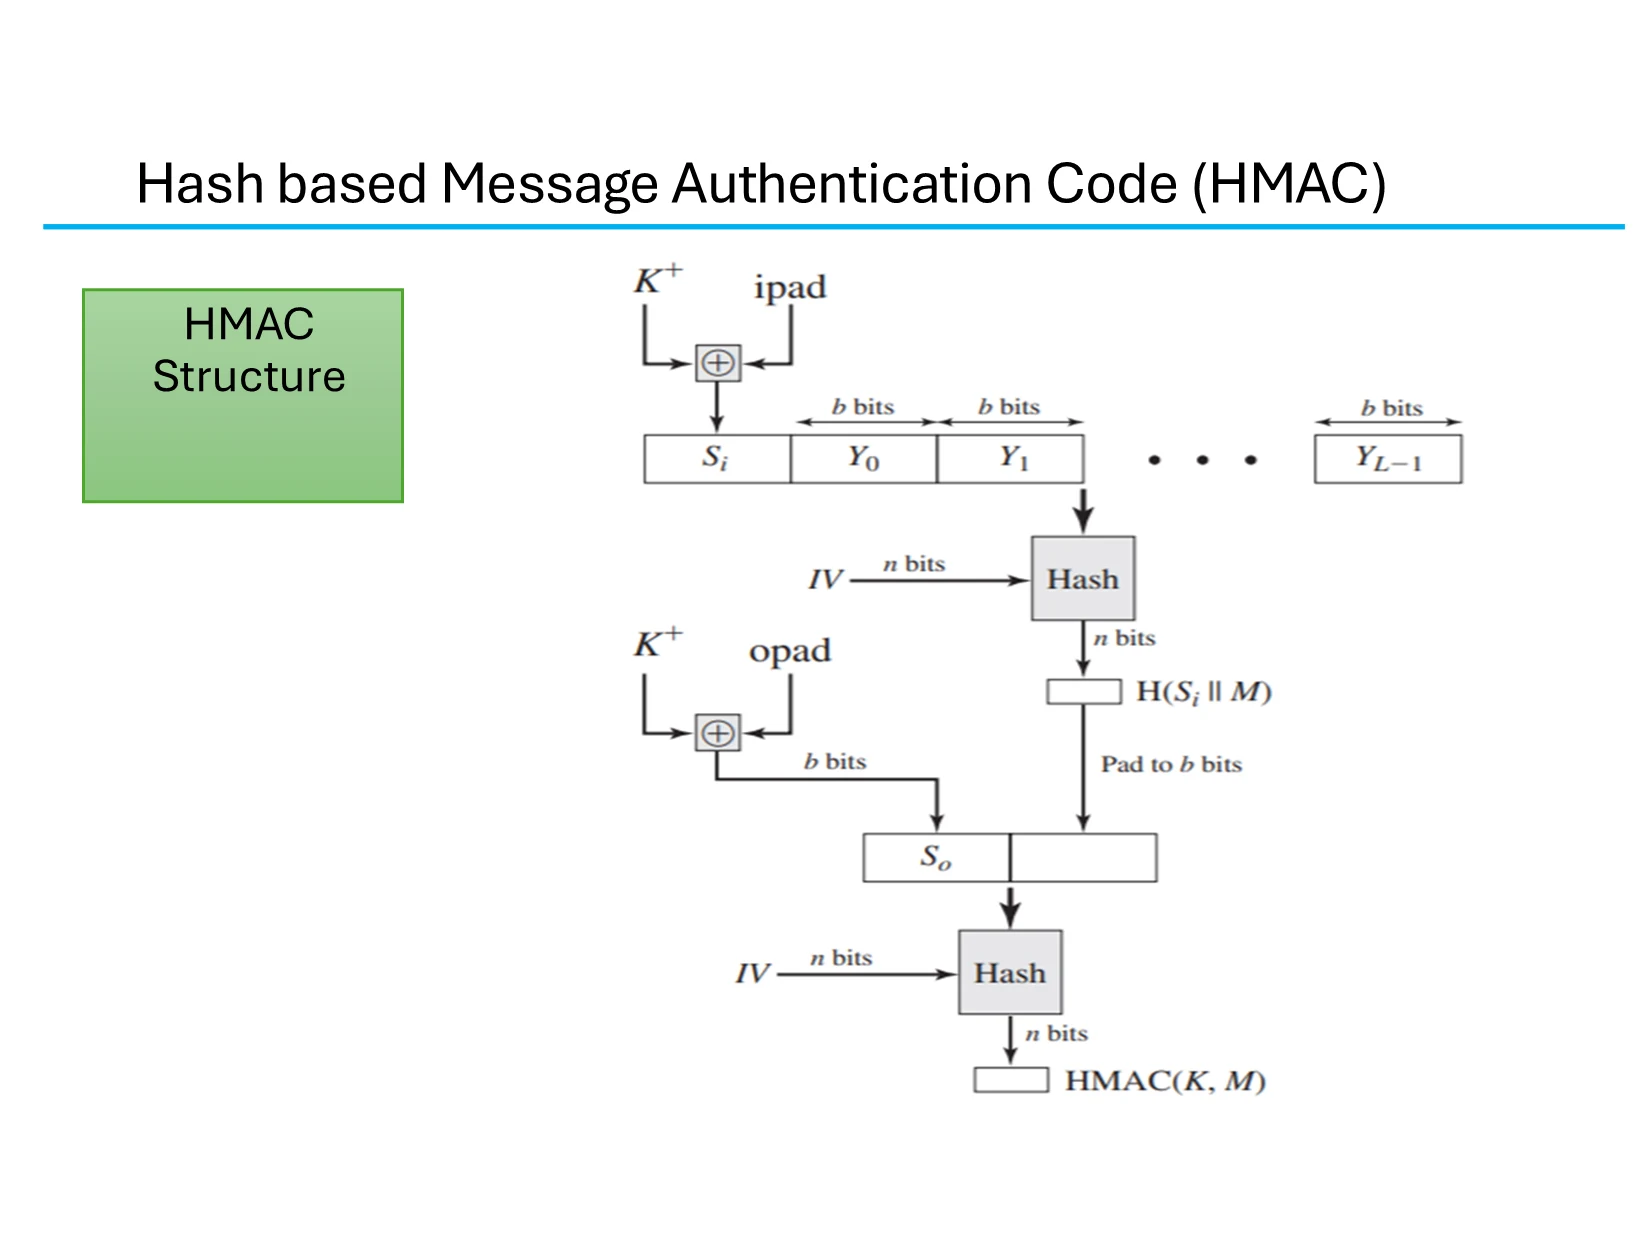 Hash based Message Authentication Code (HMAC)
HMAC
Structure
K+ ipad
b bits b bits b bits
Si Y0 Y1 • • • YL−1
IV n bits Hash
n bits
H(Si || M)
K+ opad
b bits Pad to b bits
So
IV n bits Hash
n bits
HMAC(K, M)